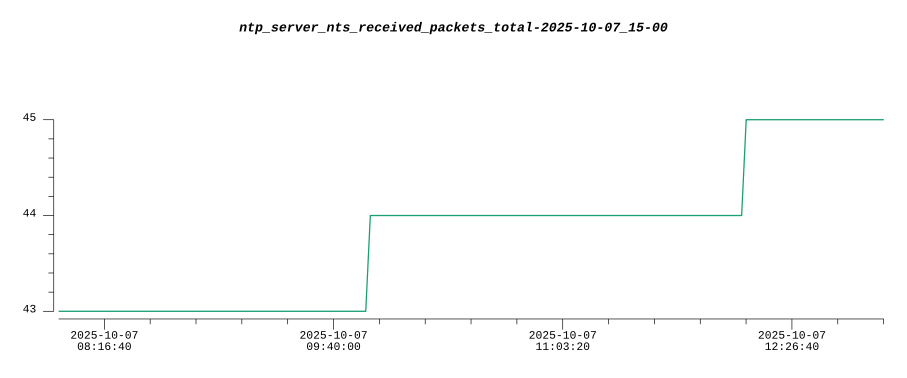 ntp_server_nts_received_packets_total-2025-10-07_15-00
45
44
43
2025-10-07 2025-10-07 2025-10-07 2025-10-07
08:16:40 09:40:00 11:03:20 12:26:40